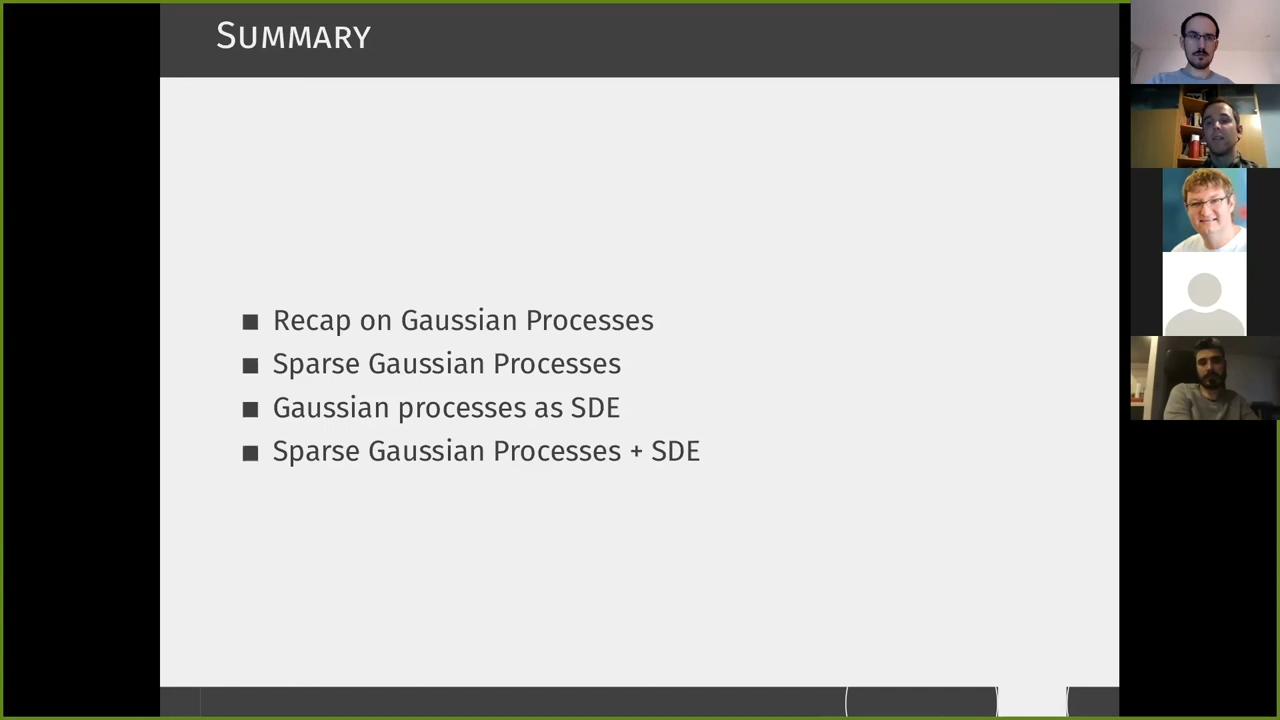 Summary
Recap on Gaussian Processes
Sparse Gaussian Processes
Gaussian processes as SDE
Sparse Gaussian Processes + SDE